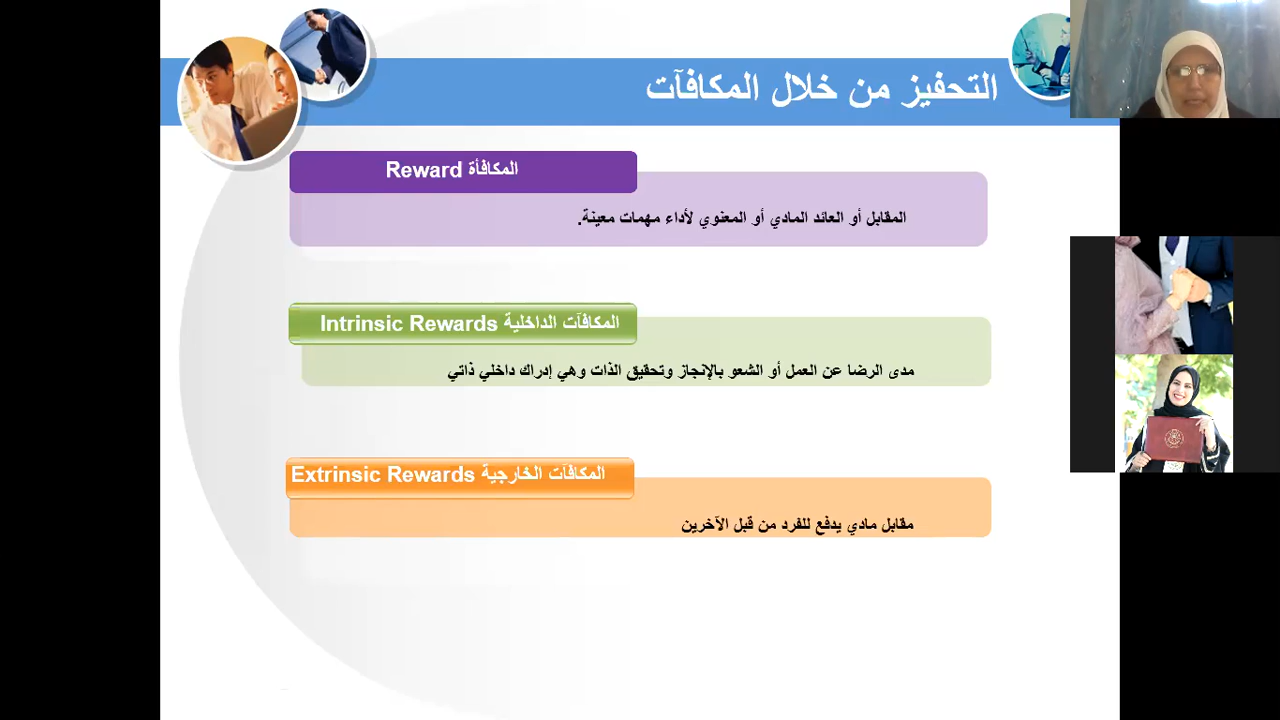 التحفيز من خلال المكافآت
المكافأة Reward
المقابل أو العائد المادي أو المعنوي لأداء مهمات معينة.
المكافآت الداخلية Intrinsic Rewards
مدى الرضا عن العمل أو الشعو بالإنجاز وتحقيق الذات وهي إدراك داخلي ذاتي
المكافآت الخارجية Extrinsic Rewards
مقابل مادي يدفع للفرد من قبل الآخرين